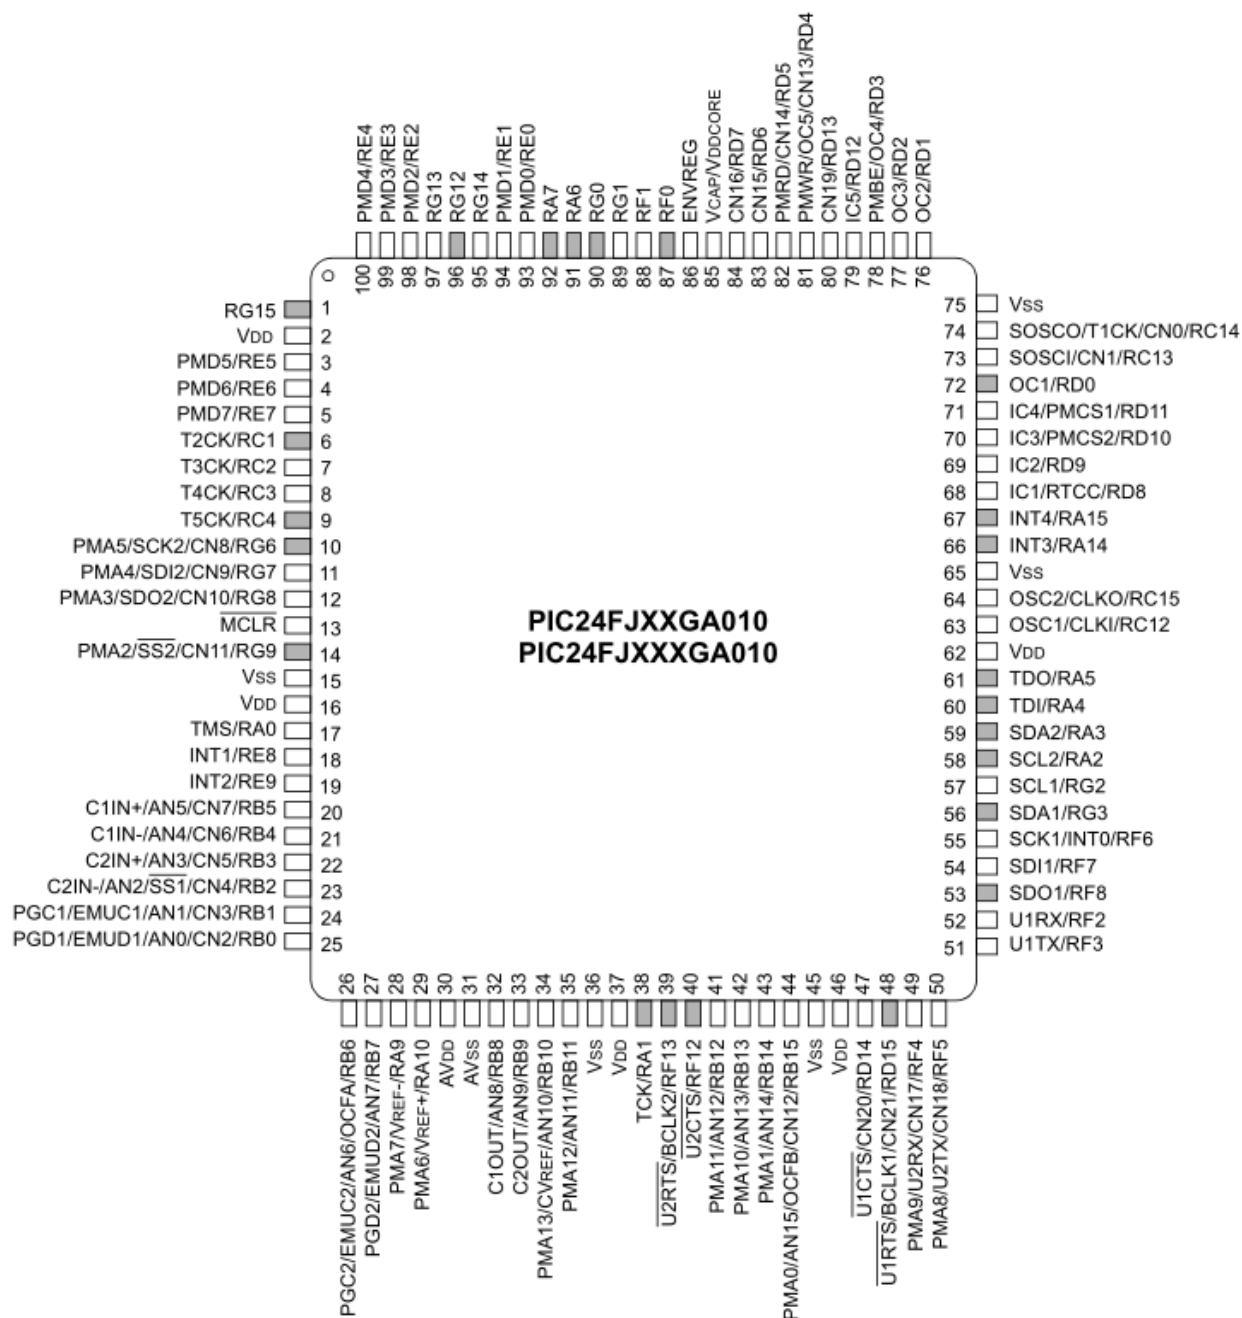 PMD4/RE4
PMD3/RE3
PMD2/RE2
RG13
RG12
RG14
PMD1/RE1
PMD0/RE0
RA7
RA6
RG0
RG1
RF1
RF0
ENVREG
VCAP/VDDCORE
CN16/RD7
CN15/RD6
PMRD/CN14/RD5
PMWR/OC5/CN13/RD4
CN19/RD13
IC5/RD12
PMBE/OC4/RD3
OC3/RD2
OC2/RD1
100
99
98
97
96
95
94
93
92
91
90
89
88
87
86
85
84
83
82
81
80
79
78
77
76
RG15 1
VDD 2
PMD5/RE5 3
PMD6/RE6 4
PMD7/RE7 5
T2CK/RC1 6
T3CK/RC2 7
T4CK/RC3 8
T5CK/RC4 9
PMA5/SCK2/CN8/RG6 10
PMA4/SDI2/CN9/RG7 11
PMA3/SDO2/CN10/RG8 12
MCLR 13
PMA2/SS2/CN11/RG9 14
VSS 15
VDD 16
TMS/RA0 17
INT1/RE8 18
INT2/RE9 19
C1IN+/AN5/CN7/RB5 20
C1IN-/AN4/CN6/RB4 21
C2IN+/AN3/CN5/RB3 22
C2IN-/AN2/SS1/CN4/RB2 23
PGC1/EMUC1/AN1/CN3/RB1 24
PGD1/EMUD1/AN0/CN2/RB0 25
PIC24FJXXGA010
PIC24FJXXXGA010
75 VSS
74 SOSCO/T1CK/CN0/RC14
73 SOSCI/CN1/RC13
72 OC1/RD0
71 IC4/PMCS1/RD11
70 IC3/PMCS2/RD10
69 IC2/RD9
68 IC1/RTCC/RD8
67 INT4/RA15
66 INT3/RA14
65 VSS
64 OSC2/CLKO/RC15
63 OSC1/CLKI/RC12
62 VDD
61 TDO/RA5
60 TDI/RA4
59 SDA2/RA3
58 SCL2/RA2
57 SCL1/RG2
56 SDA1/RG3
55 SCK1/INT0/RF6
54 SDI1/RF7
53 SDO1/RF8
52 U1RX/RF2
51 U1TX/RF3
26
27
28
29
30
31
32
33
34
35
36
37
38
39
40
41
42
43
44
45
46
47
48
49
50
PGC2/EMUC2/AN6/OCFA/RB6
PGD2/EMUD2/AN7/RB7
PMA7/VREF-/RA9
PMA6/VREF+/RA10
AVDD
AVSS
C1OUT/AN8/RB8
C2OUT/AN9/RB9
PMA13/CVREF/AN10/RB10
PMA12/AN11/RB11
VSS
VDD
TCK/RA1
U2RTS/BCLK2/RF13
U2CTS/RF12
PMA11/AN12/RB12
PMA10/AN13/RB13
PMA1/AN14/RB14
PMA0/AN15/OCFB/CN12/RB15
VSS
VDD
U1CTS/CN20/RD14
U1RTS/BCLK1/CN21/RD15
PMA9/U2RX/CN17/RF4
PMA8/U2TX/CN18/RF5